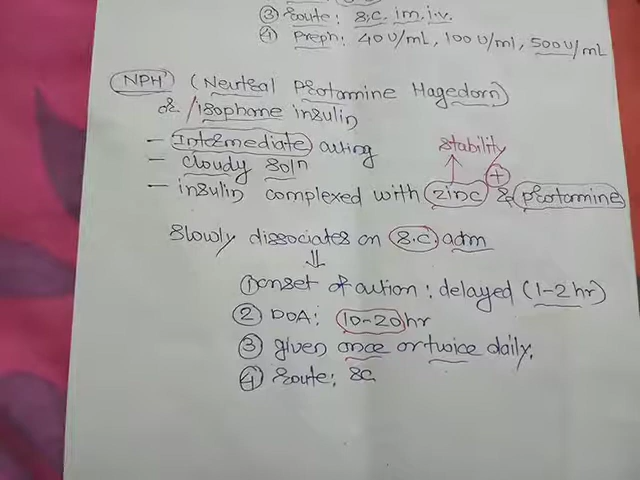 ③ Route: S.C. im. i.v.
④ Preph: 40 U/mL, 100 U/ml, 500 U/mL
NPH (Neutral Protamine Hagedorn)
or / isophane insulin
- Intermediate acting
stability
- cloudy solⁿ
+
- insulin complexed with zinc & protamine
Slowly dissociates on S.C. adm
⇓
① onset of action: delayed (1-2 hr)
② DOA: 10-20 hr
③ given once or twice daily.
④ Route: SC